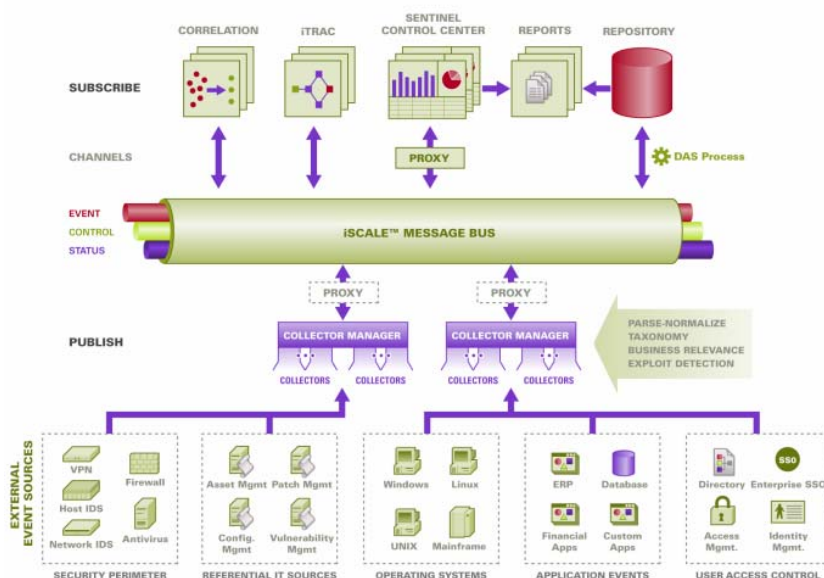 CORRELATION
iTRAC
SENTINEL
CONTROL CENTER
REPORTS
REPOSITORY
SUBSCRIBE
CHANNELS
PROXY
DAS Process
EVENT
CONTROL
STATUS
iSCALE™ MESSAGE BUS
PROXY
PROXY
PUBLISH
COLLECTOR MANAGER
COLLECTORS
COLLECTORS
COLLECTOR MANAGER
COLLECTORS
COLLECTORS
PARSE-NORMALIZE
TAXONOMY
BUSINESS RELEVANCE
EXPLOIT DETECTION
EXTERNAL
EVENT SOURCES
VPN
Firewall
Host IDS
Network IDS
Antivirus
SECURITY PERIMETER
Asset Mgmt
Patch Mgmt
Config.
Mgmt
Vulnerability
Mgmt
REFERENTIAL IT SOURCES
Windows
Linux
UNIX
Mainframe
OPERATING SYSTEMS
ERP
Database
Financial
Apps
Custom
Apps
APPLICATION EVENTS
Directory
SSO
Enterprise SSO
Access
Mgmt.
Identity
Mgmt.
USER ACCESS CONTROL